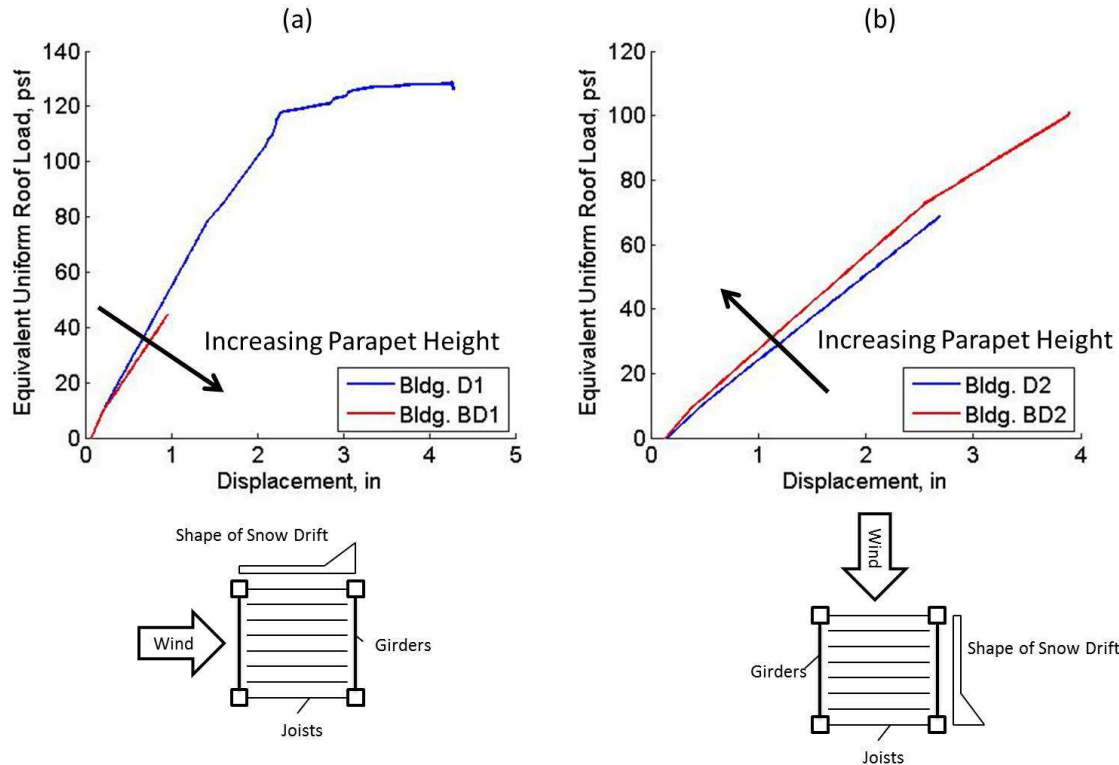 (a)
Equivalent Uniform Roof Load, psf
140
120
100
80
60
40
20
0
0
1
2
3
4
5
Displacement, in
Increasing Parapet Height
Bldg. D1
Bldg. BD1
Shape of Snow Drift
Wind
Girders
Joists
(b)
Equivalent Uniform Roof Load, psf
120
100
80
60
40
20
0
0
1
2
3
4
Displacement, in
Increasing Parapet Height
Bldg. D2
Bldg. BD2
Wind
Girders
Shape of Snow Drift
Joists